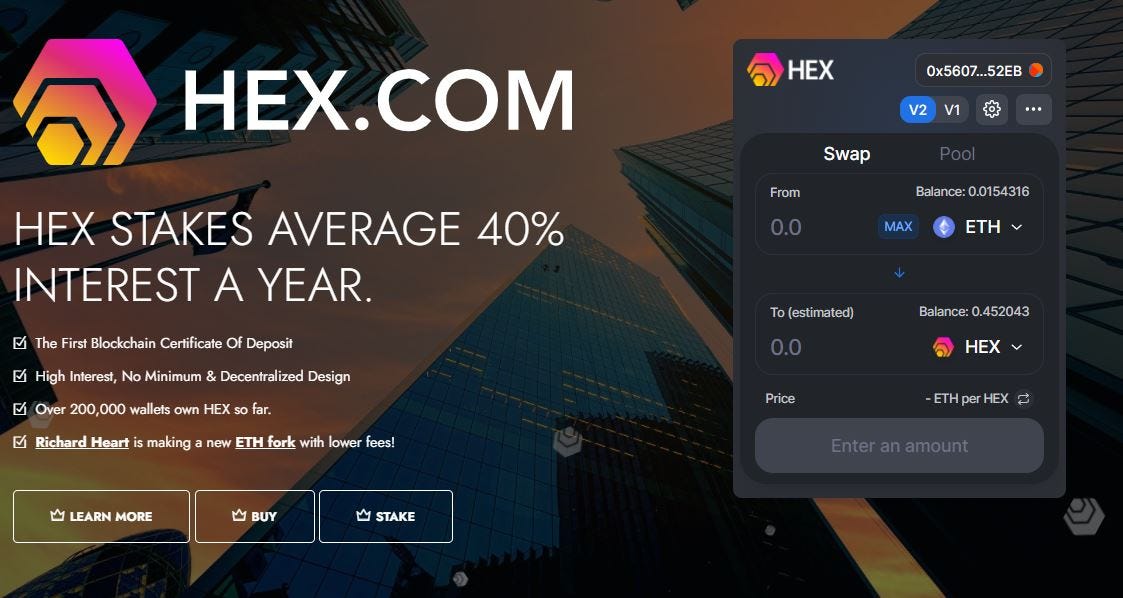 HEX.COM
HEX STAKES AVERAGE 40%
INTEREST A YEAR.
The First Blockchain Certificate Of Deposit
High Interest, No Minimum & Decentralized Design
Over 200,000 wallets own HEX so far.
Richard Heart is making a new ETH fork with lower fees!
LEARN MORE
BUY
STAKE
HEX
0x5607...52EB
V2 V1
Swap Pool
From Balance: 0.0154316
0.0 MAX ETH
To (estimated) Balance: 0.452043
0.0 HEX
Price - ETH per HEX
Enter an amount